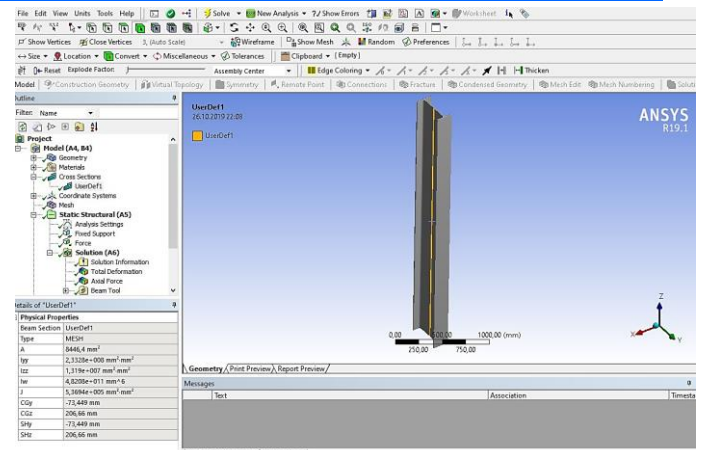 File Edit View Units Tools Help Solve New Analysis ?/ Show Errors Worksheet
Show Vertices Close Vertices 3, (Auto Scale) Wireframe Show Mesh Random Preferences
Size Location Convert Miscellaneous Tolerances Clipboard [Empty]
Reset Explode Factor: Assembly Center Edge Coloring Thicken
Model Construction Geometry Virtual Topology Symmetry Remote Point Connections Fracture Condensed Geometry Mesh Edit Mesh Numbering
Outline
Filter: Name
Project
Model (A4, B4)
Geometry
Materials
Cross Sections
UserDef1
Coordinate Systems
Mesh
Static Structural (A5)
Analysis Settings
Fixed Support
Force
Solution (A6)
Solution Information
Total Deformation
Axial Force
Beam Tool
Details of "UserDef1"
Physical Properties
Beam Section UserDef1
Type MESH
A 8446,4 mm²
Iyy 2,3328e+008 mm²·mm²
Izz 1,319e+007 mm²·mm²
Iw 4,8208e+011 mm^6
J 5,3694e+005 mm²·mm²
CGy -73,449 mm
CGz 206,66 mm
SHy -73,449 mm
SHz 206,66 mm
UserDef1
26.10.2019 22:08
UserDef1
ANSYS
R19.1
0,00 500,00 1000,00 (mm)
250,00 750,00
Z
X
Y
Geometry Print Preview Report Preview
Messages
Text Association